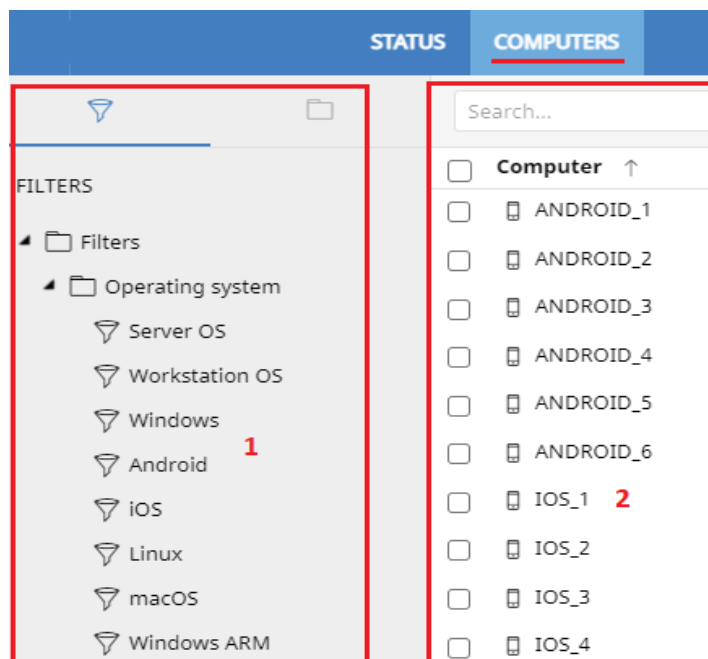 STATUS COMPUTERS
FILTERS
Filters
Operating system
Server OS
Workstation OS
Windows
1
Android
iOS
Linux
macOS
Windows ARM
Search...
Computer ↑
ANDROID_1
ANDROID_2
ANDROID_3
ANDROID_4
ANDROID_5
ANDROID_6
IOS_1 2
IOS_2
IOS_3
IOS_4